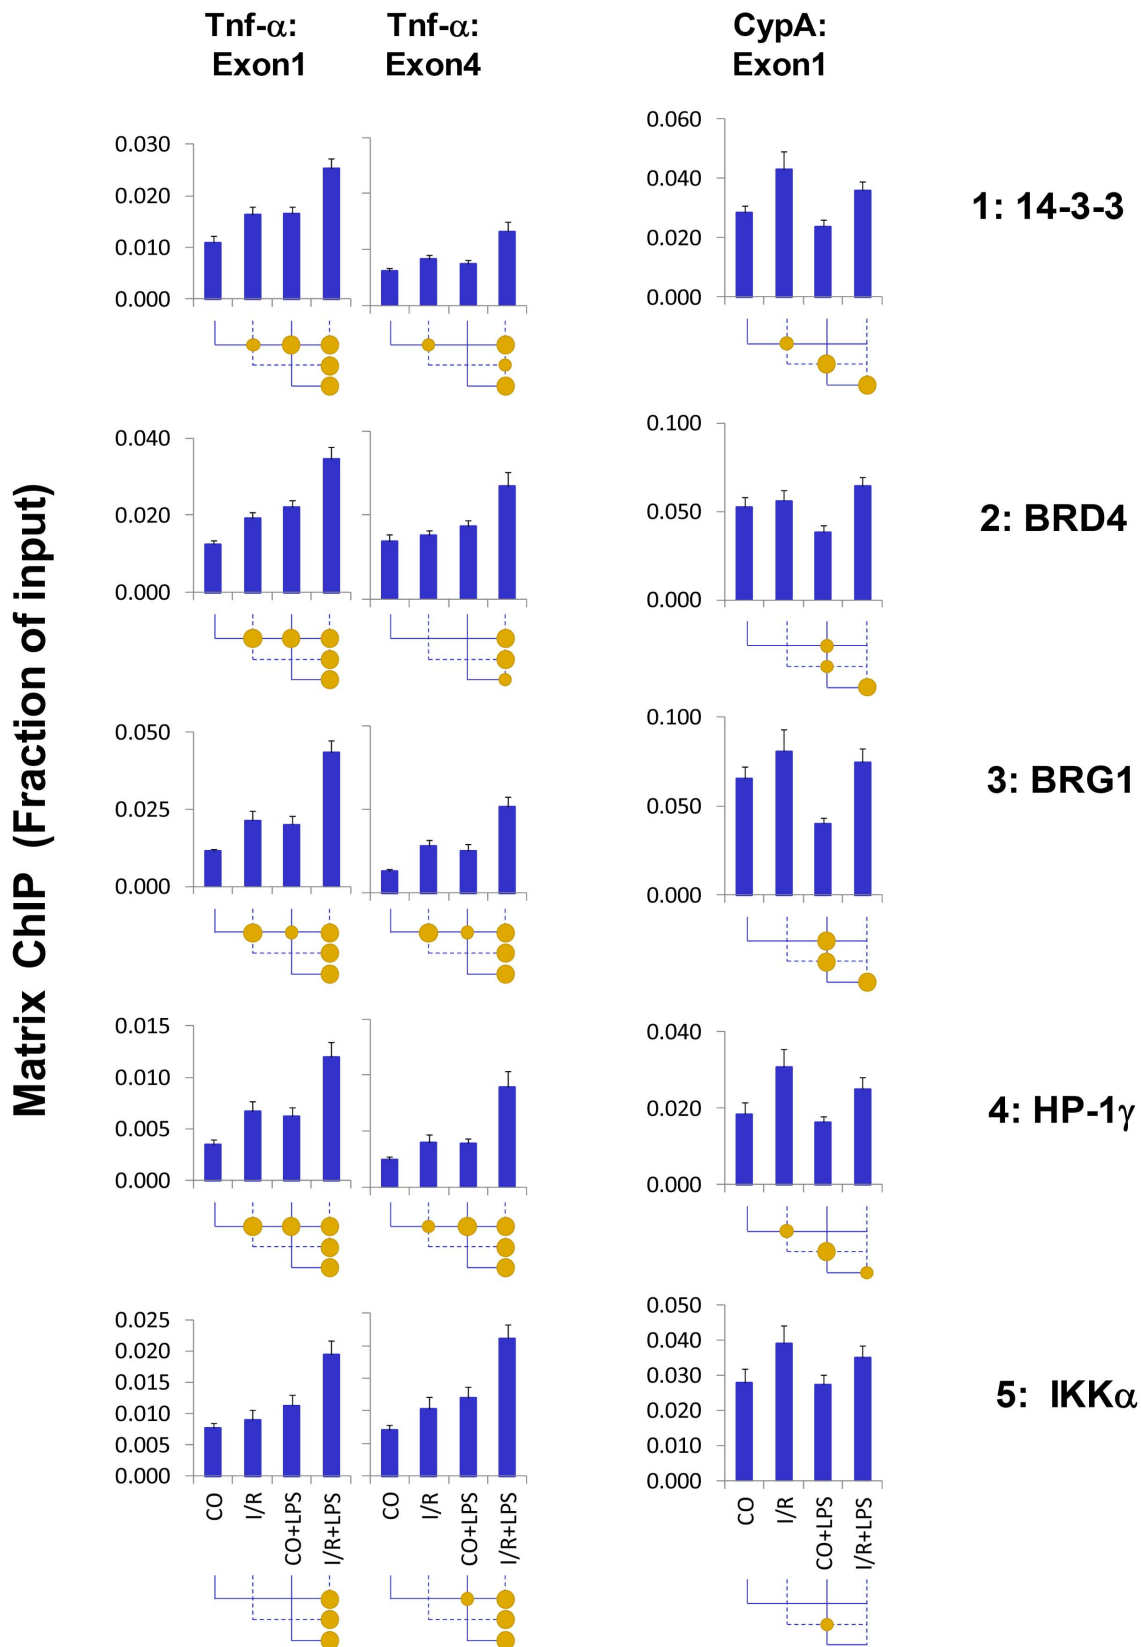 Tnf-α:
Exon1
Tnf-α:
Exon4
CypA:
Exon1
Matrix ChIP (Fraction of input)
0.030
0.020
0.010
0.000
0.060
0.040
0.020
0.000
1: 14-3-3
0.040
0.020
0.000
0.100
0.050
0.000
2: BRD4
0.050
0.025
0.000
0.100
0.050
0.000
3: BRG1
0.015
0.010
0.005
0.000
0.040
0.020
0.000
4: HP-1γ
0.025
0.020
0.015
0.010
0.005
0.000
0.050
0.040
0.030
0.020
0.010
0.000
5: IKKα
CO
I/R
CO+LPS
I/R+LPS
CO
I/R
CO+LPS
I/R+LPS
CO
I/R
CO+LPS
I/R+LPS